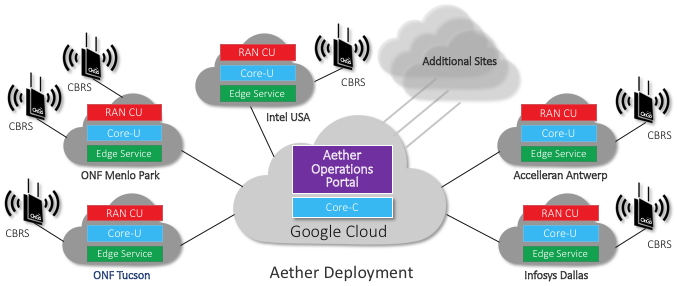 CBRS
CBRS
RAN CU
Core-U
Edge Service
ONF Menlo Park
CBRS
RAN CU
Core-U
Edge Service
ONF Tucson
RAN CU
Core-U
Edge Service
Intel USA
CBRS
Additional Sites
Aether
Operations
Portal
Core-C
Google Cloud
Aether Deployment
RAN CU
Core-U
Edge Service
Accelleran Antwerp
CBRS
RAN CU
Core-U
Edge Service
Infosys Dallas
CBRS